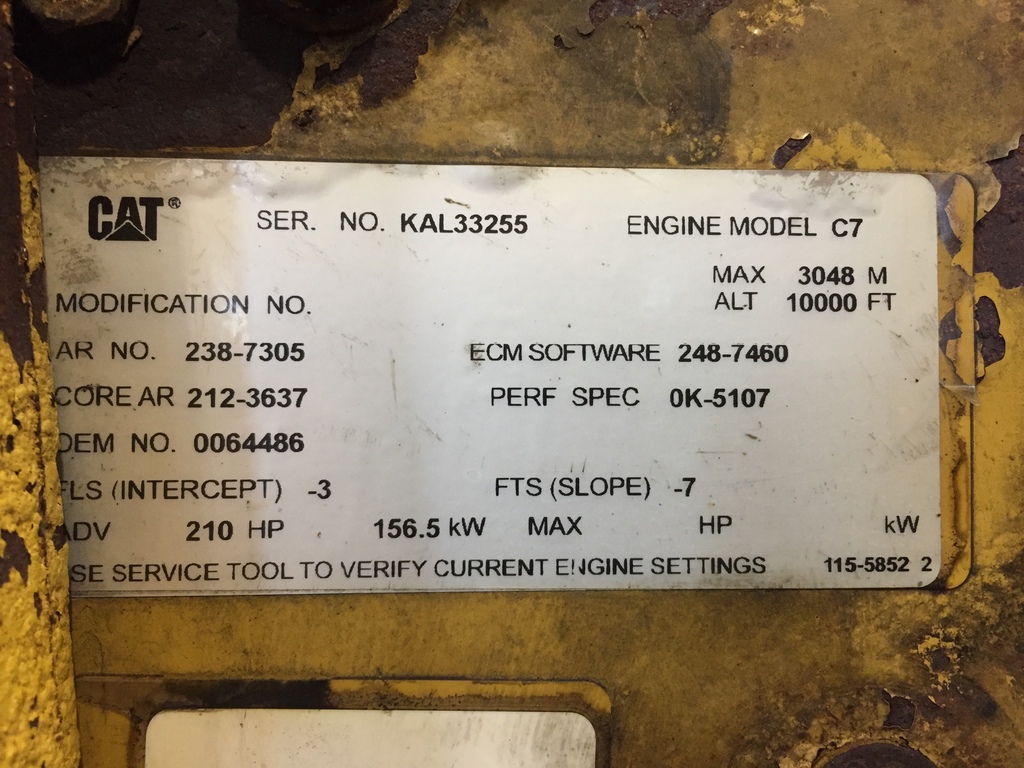 CAT® SER. NO. KAL33255 ENGINE MODEL C7
MAX 3048 M
MODIFICATION NO. ALT 10000 FT
AR NO. 238-7305 ECM SOFTWARE 248-7460
CORE AR 212-3637 PERF SPEC 0K-5107
OEM NO. 0064486
FLS (INTERCEPT) -3 FTS (SLOPE) -7
ADV 210 HP 156.5 kW MAX HP kW
SE SERVICE TOOL TO VERIFY CURRENT ENGINE SETTINGS 115-5852 2